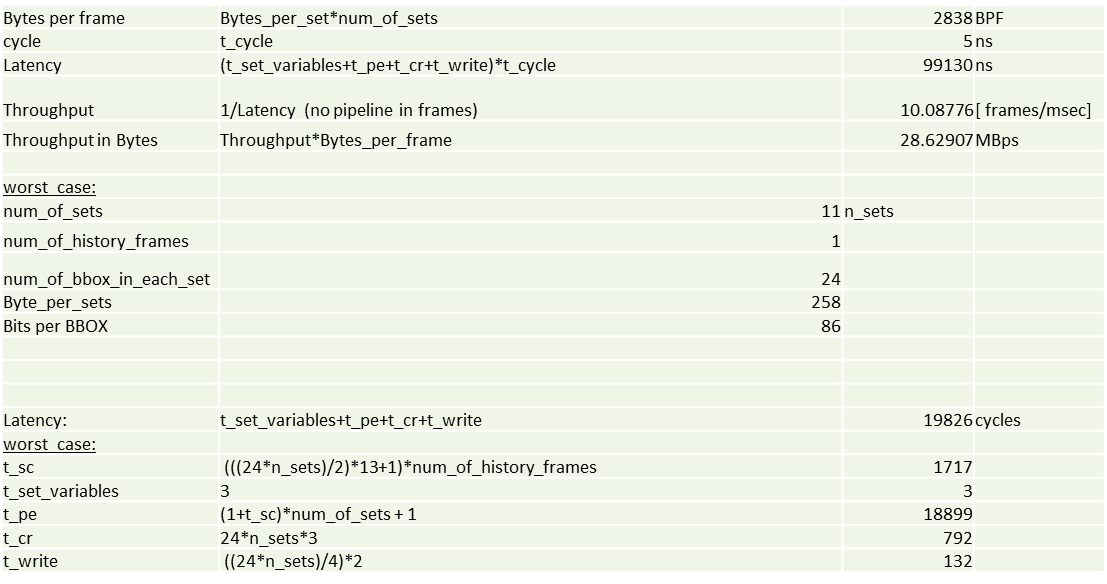 Bytes per frame Bytes_per_set*num_of_sets 2838 BPF
cycle t_cycle 5 ns
Latency (t_set_variables+t_pe+t_cr+t_write)*t_cycle 99130 ns
Throughput 1/Latency (no pipeline in frames) 10.08776 [ frames/msec]
Throughput in Bytes Throughput*Bytes_per_frame 28.62907 MBps
worst_case:
num_of_sets 11 n_sets
num_of_history_frames 1
num_of_bbox_in_each_set 24
Byte_per_sets 258
Bits per BBOX 86
Latency: t_set_variables+t_pe+t_cr+t_write 19826 cycles
worst_case:
t_sc (((24*n_sets)/2)*13+1)*num_of_history_frames 1717
t_set_variables 3 3
t_pe (1+t_sc)*num_of_sets + 1 18899
t_cr 24*n_sets*3 792
t_write ((24*n_sets)/4)*2 132